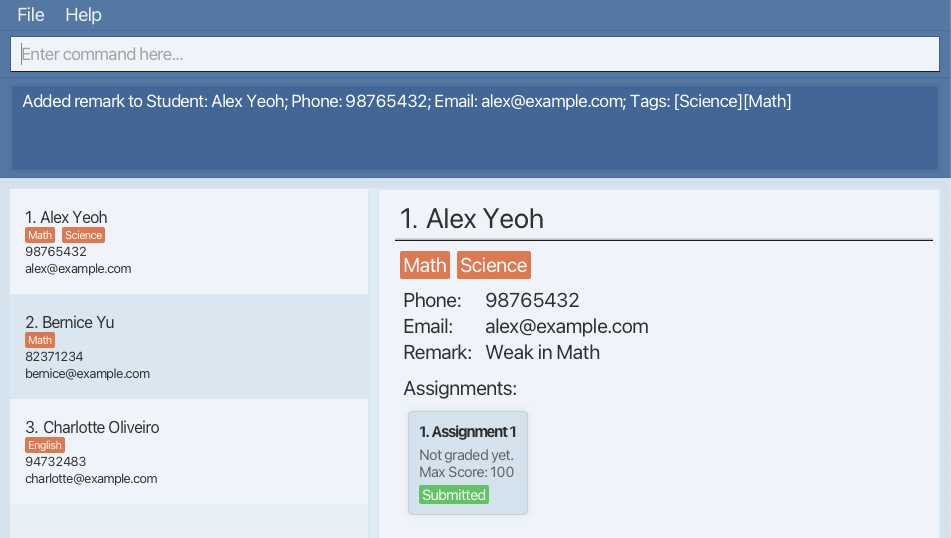 File Help
Enter command here...
Added remark to Student: Alex Yeoh; Phone: 98765432; Email: alex@example.com; Tags: [Science][Math]
1. Alex Yeoh
Math Science
98765432
alex@example.com
2. Bernice Yu
Math
82371234
bernice@example.com
3. Charlotte Oliveiro
English
94732483
charlotte@example.com
1. Alex Yeoh
Math Science
Phone: 98765432
Email: alex@example.com
Remark: Weak in Math
Assignments:
1. Assignment 1
Not graded yet.
Max Score: 100
Submitted